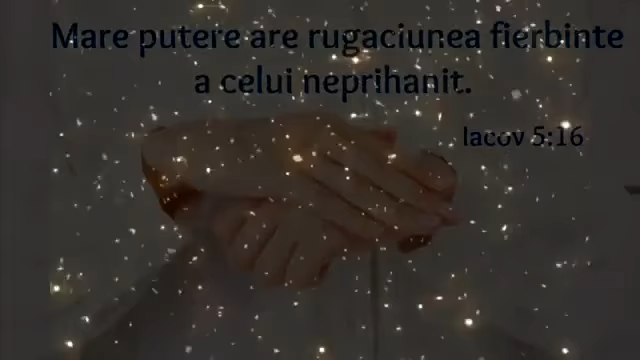 Mare putere are rugaciunea fierbinte
a celui neprihanit.
Iacov 5:16